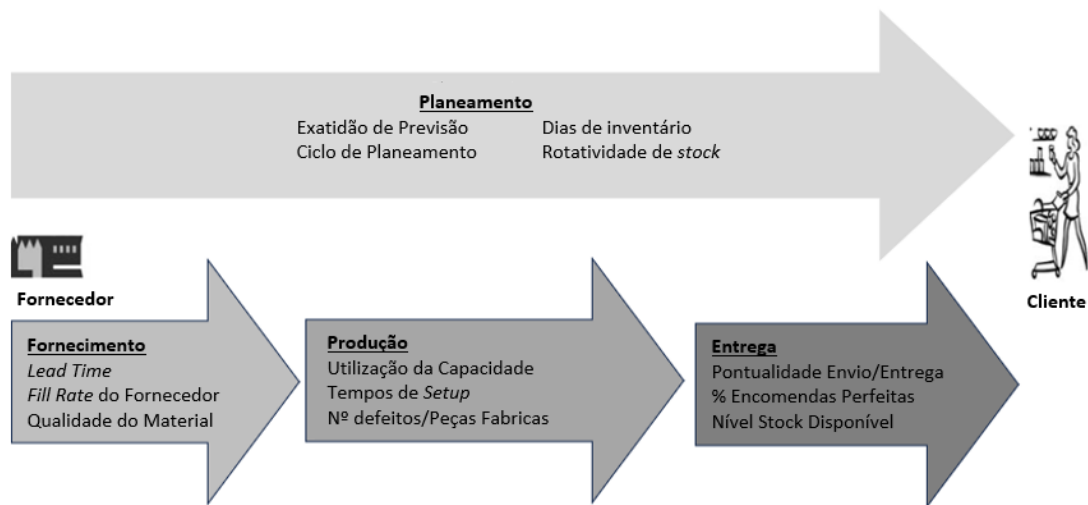 Planeamento
Exatidão de Previsão Dias de inventário
Ciclo de Planeamento Rotatividade de stock
Fornecedor
Cliente
Fornecimento
Lead Time
Fill Rate do Fornecedor
Qualidade do Material
Produção
Utilização da Capacidade
Tempos de Setup
Nº defeitos/Peças Fabricas
Entrega
Pontualidade Envio/Entrega
% Encomendas Perfeitas
Nível Stock Disponível